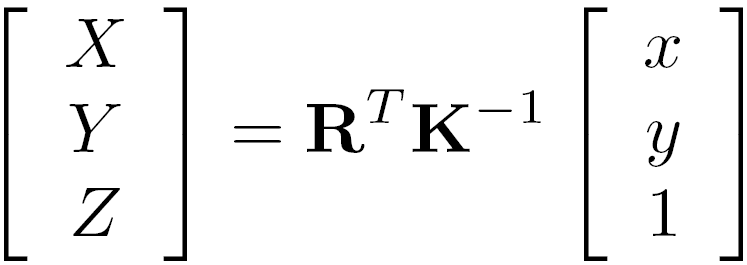 X x
Y = R^T K^{-1} y
Z 1